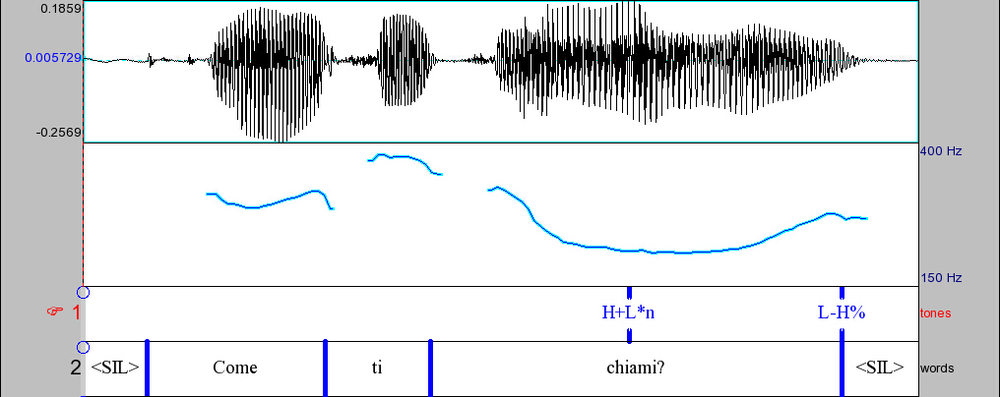 0.1859
0.005729
-0.2569
400 Hz
150 Hz
☞ 1 H+L*n L-H% tones
2 <SIL> Come ti chiami? <SIL> words